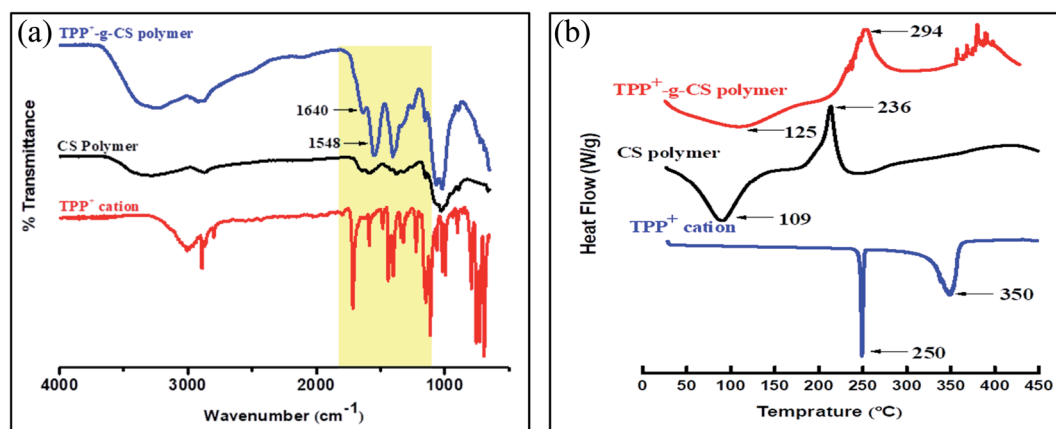 (a)
TPP⁺-g-CS polymer
1640
1548
CS Polymer
TPP⁺ cation
% Transmittance
4000
3000
2000
1000
Wavenumber (cm⁻¹)
(b)
294
TPP⁺-g-CS polymer
236
125
CS polymer
109
TPP⁺ cation
350
250
Heat Flow (W/g)
0
50
100
150
200
250
300
350
400
450
Temprature (°C)